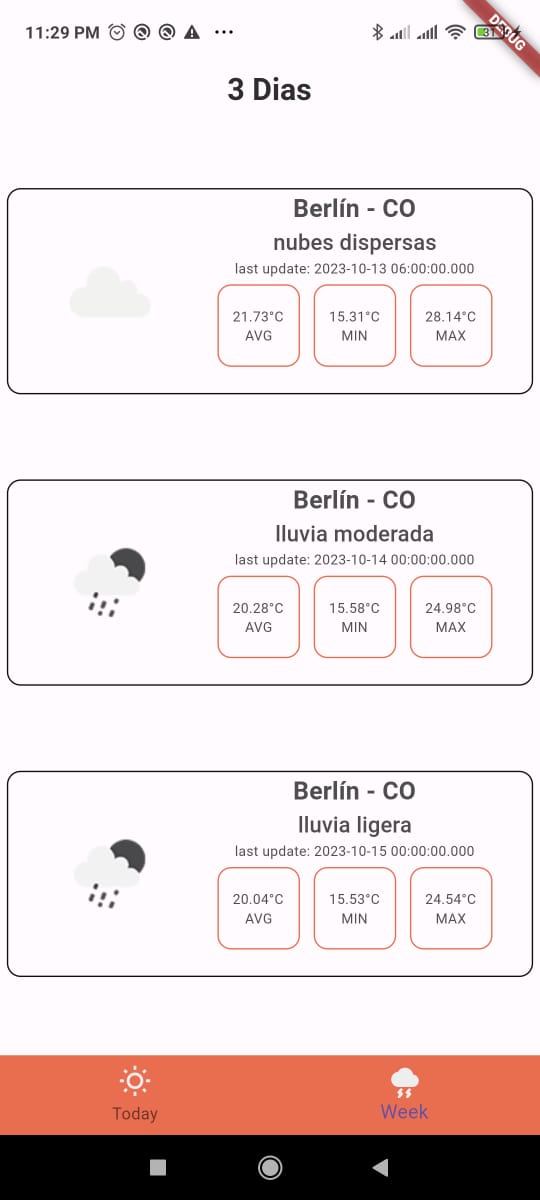 11:29 PM
DEBUG
3 Dias
Berlín - CO
nubes dispersas
last update: 2023-10-13 06:00:00.000
21.73°C 15.31°C 28.14°C
AVG MIN MAX
Berlín - CO
lluvia moderada
last update: 2023-10-14 00:00:00.000
20.28°C 15.58°C 24.98°C
AVG MIN MAX
Berlín - CO
lluvia ligera
last update: 2023-10-15 00:00:00.000
20.04°C 15.53°C 24.54°C
AVG MIN MAX
Today Week